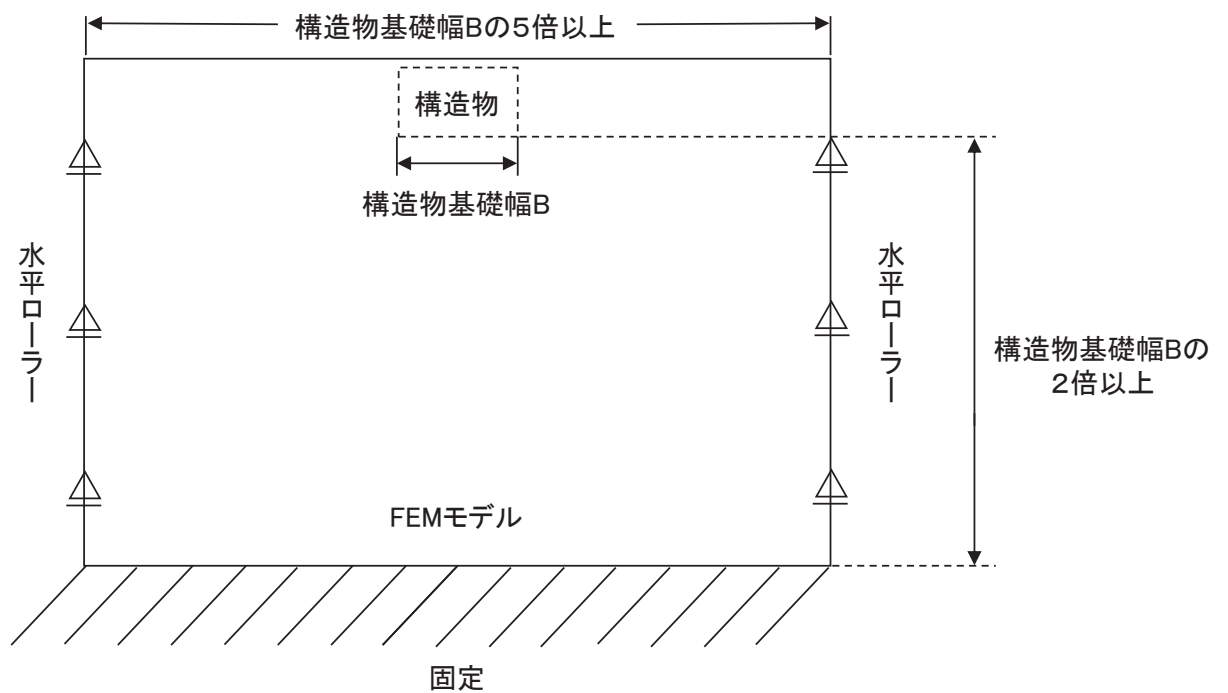 構造物基礎幅Bの5倍以上
構造物
構造物基礎幅B
水平ローラー
水平ローラー
構造物基礎幅Bの
2倍以上
FEMモデル
固定